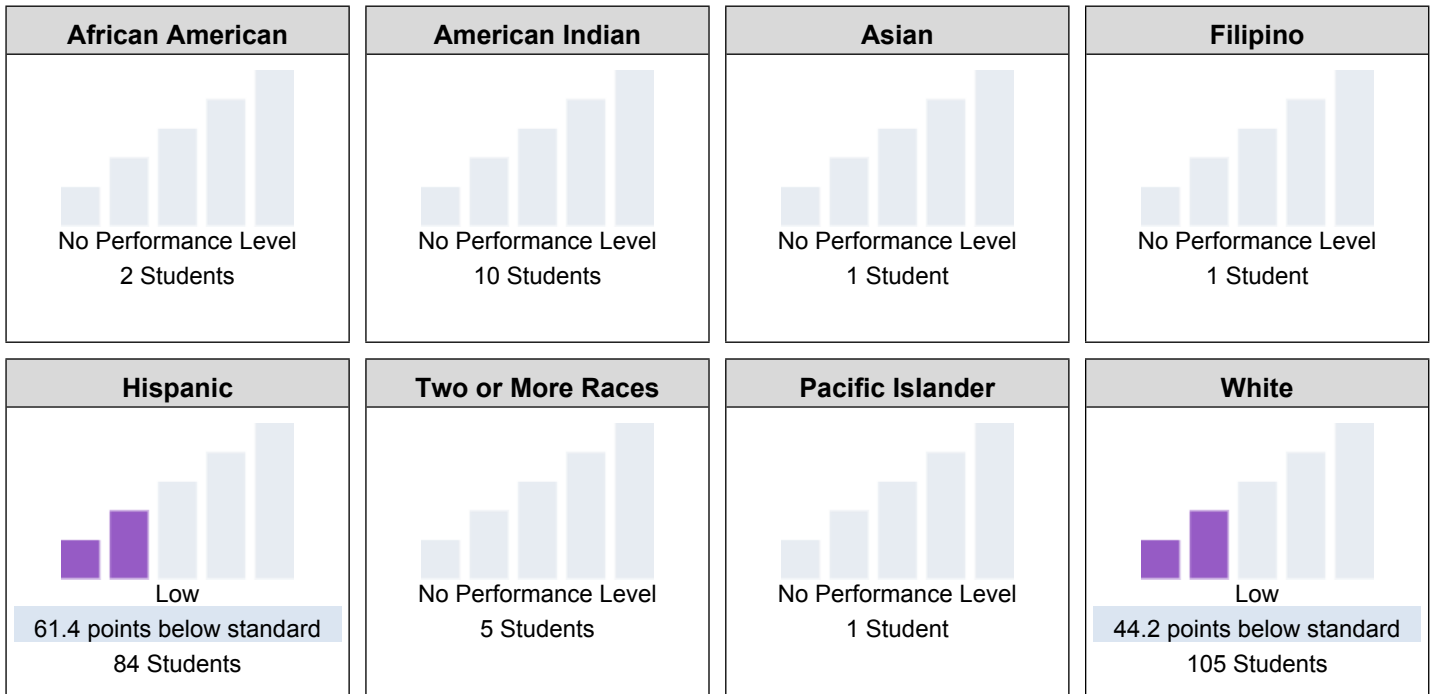 African American
No Performance Level
2 Students
American Indian
No Performance Level
10 Students
Asian
No Performance Level
1 Student
Filipino
No Performance Level
1 Student
Hispanic
Low
61.4 points below standard
84 Students
Two or More Races
No Performance Level
5 Students
Pacific Islander
No Performance Level
1 Student
White
Low
44.2 points below standard
105 Students